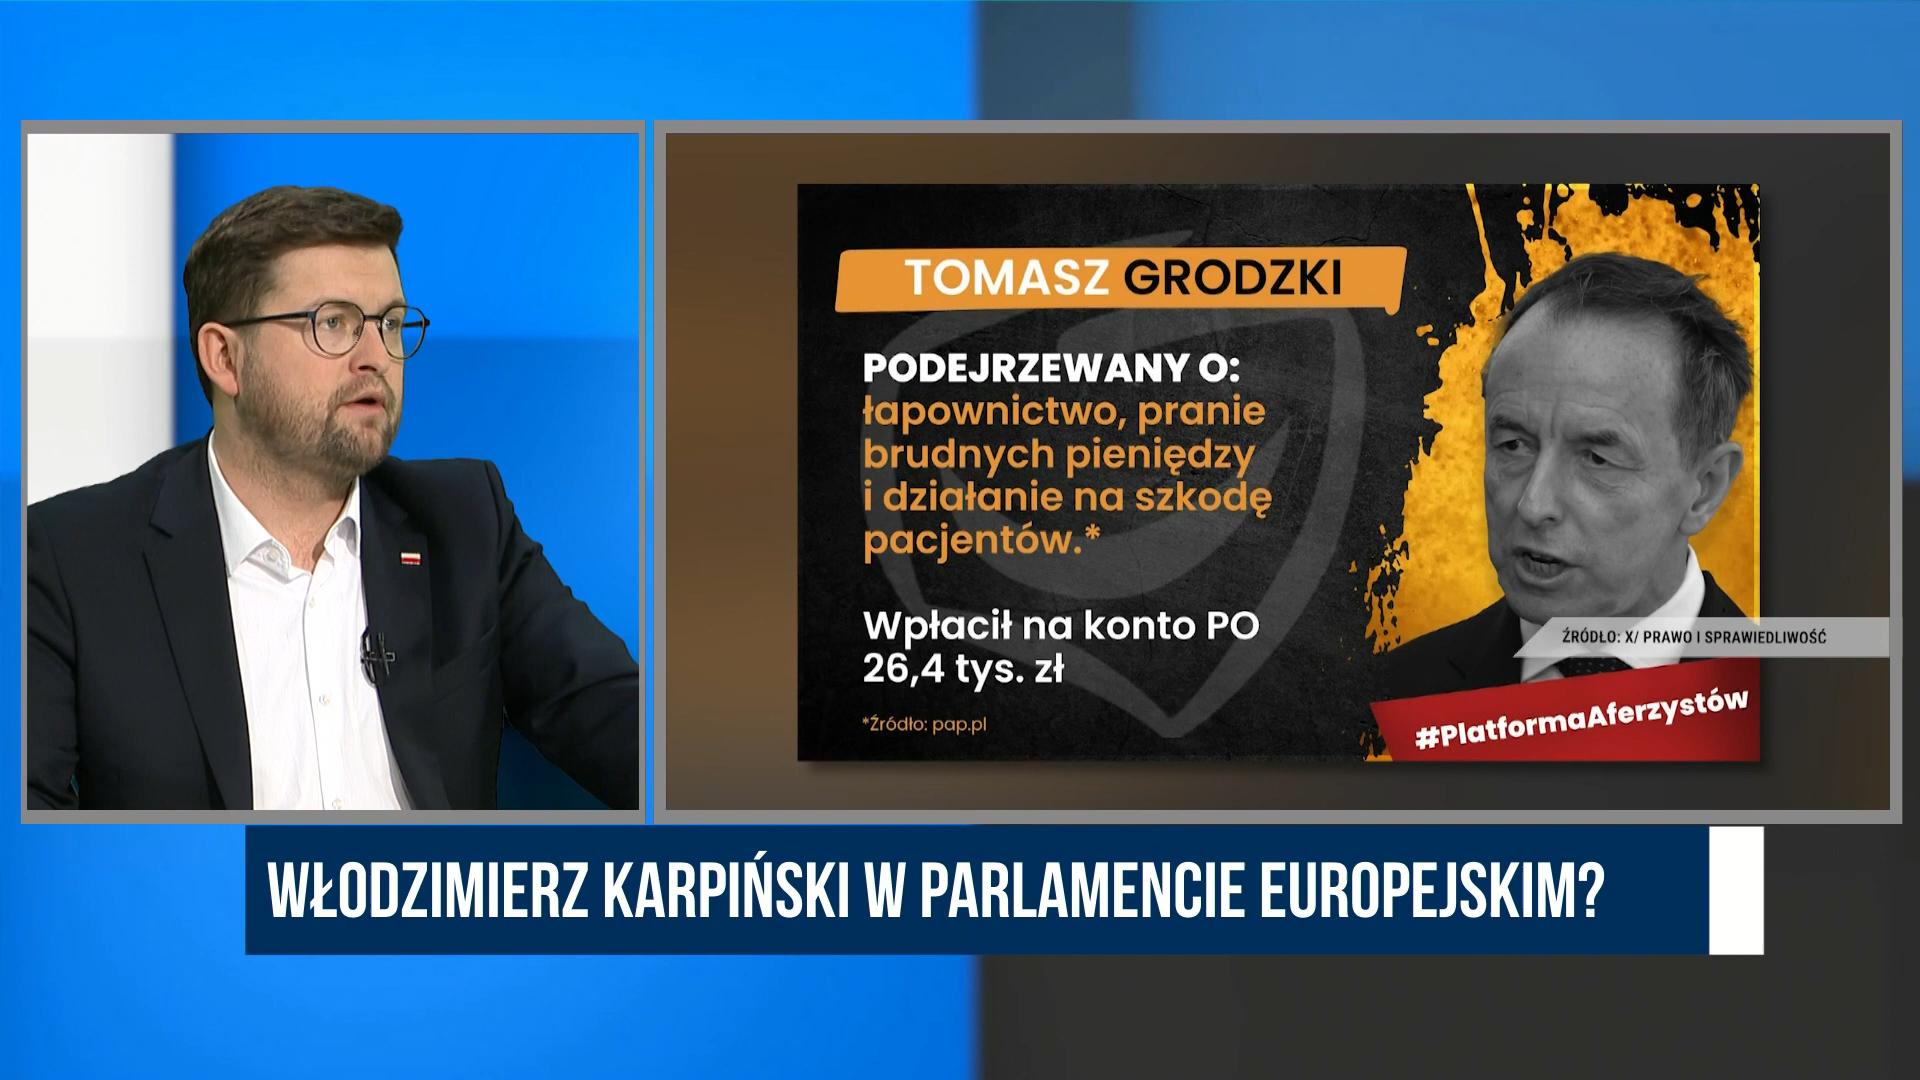 TOMASZ GRODZKI
PODEJRZEWANY O:
łapownictwo, pranie
brudnych pieniędzy
i działanie na szkodę
pacjentów.*
Wpłacił na konto PO
26,4 tys. zł
*Źródło: pap.pl
ŹRÓDŁO: X/ PRAWO I SPRAWIEDLIWOŚĆ
#PlatformaAferzystów
WŁODZIMIERZ KARPIŃSKI W PARLAMENCIE EUROPEJSKIM?